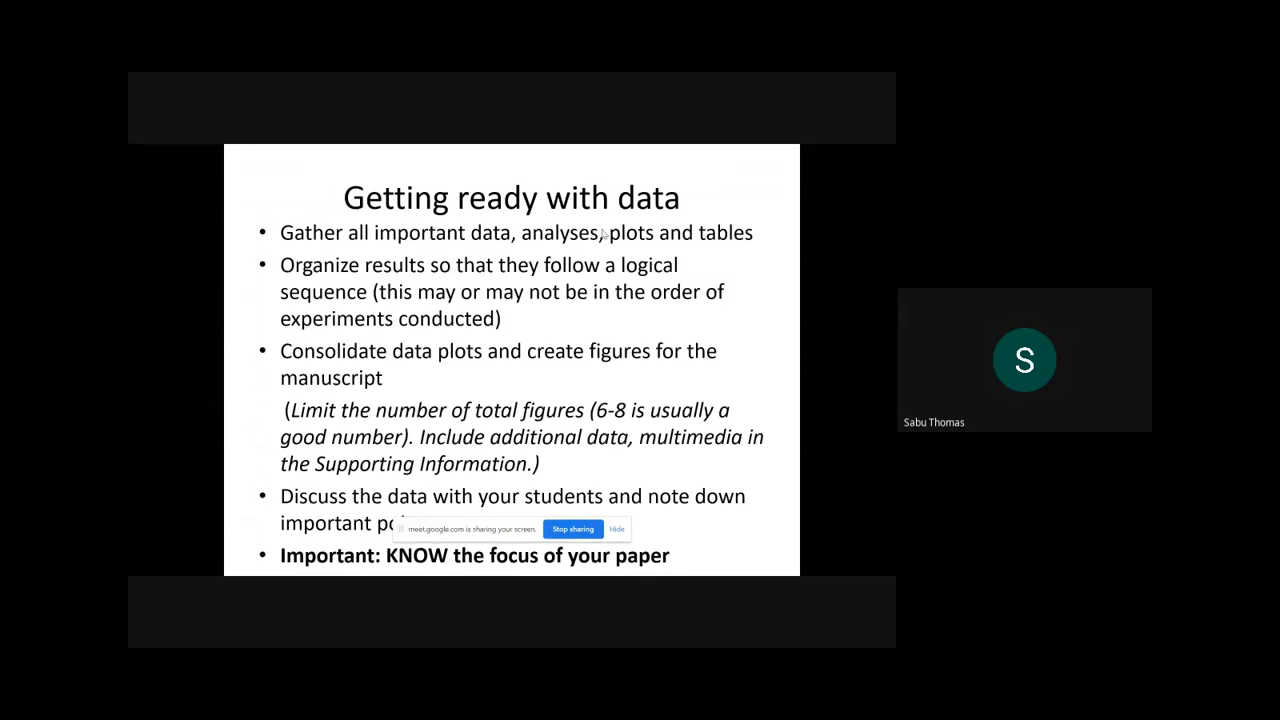 Getting ready with data
• Gather all important data, analyses, plots and tables
• Organize results so that they follow a logical
sequence (this may or may not be in the order of
experiments conducted)
• Consolidate data plots and create figures for the
manuscript
(Limit the number of total figures (6-8 is usually a
good number). Include additional data, multimedia in
the Supporting Information.)
• Discuss the data with your students and note down
important
meet.google.com is sharing your screen. Stop sharing Hide
• Important: KNOW the focus of your paper
S
Sabu Thomas